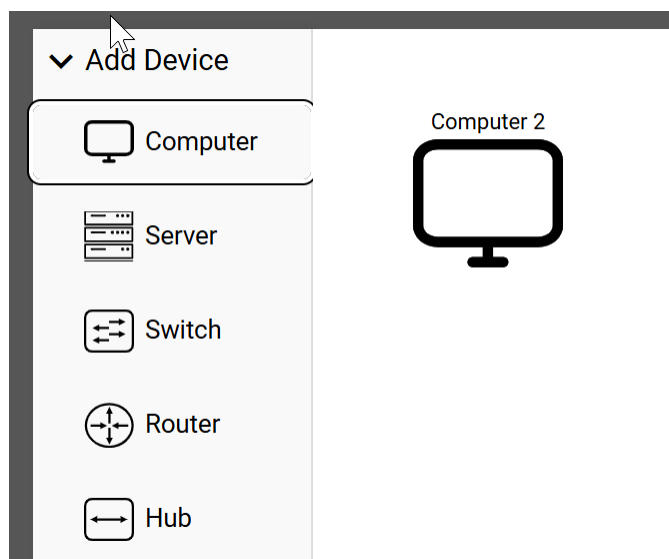 Add Device
Computer
Server
Switch
Router
Hub
Computer 2